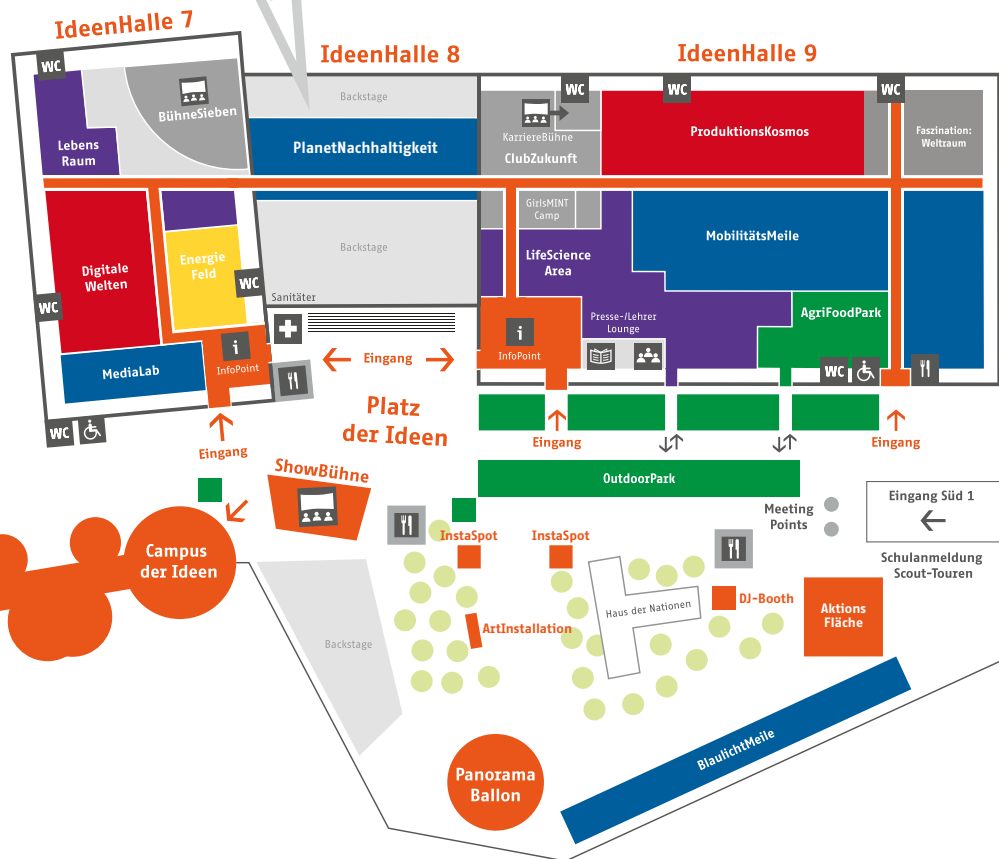 IdeenHalle 7
IdeenHalle 8
IdeenHalle 9
WC
BühneSieben
Lebens
Raum
Backstage
PlanetNachhaltigkeit
WC
WC
WC
KarriereBühne
ClubZukunft
ProduktionsKosmos
Faszination:
Weltraum
Digitale
Welten
Energie
Feld
WC
WC
MediaLab
i
InfoPoint
WC
Backstage
Sanitäter
Eingang
GirlsMINT
Camp
LifeScience
Area
MobilitätsMeile
AgriFoodPark
Presse-/Lehrer
Lounge
i
InfoPoint
WC
Platz
der Ideen
Eingang
Eingang
Eingang
ShowBühne
OutdoorPark
Meeting
Points
Eingang Süd 1
Schulanmeldung
Scout-Touren
Campus
der Ideen
InstaSpot
InstaSpot
Haus der Nationen
DJ-Booth
Aktions
Fläche
ArtInstallation
Backstage
BlaulichtMeile
Panorama
Ballon